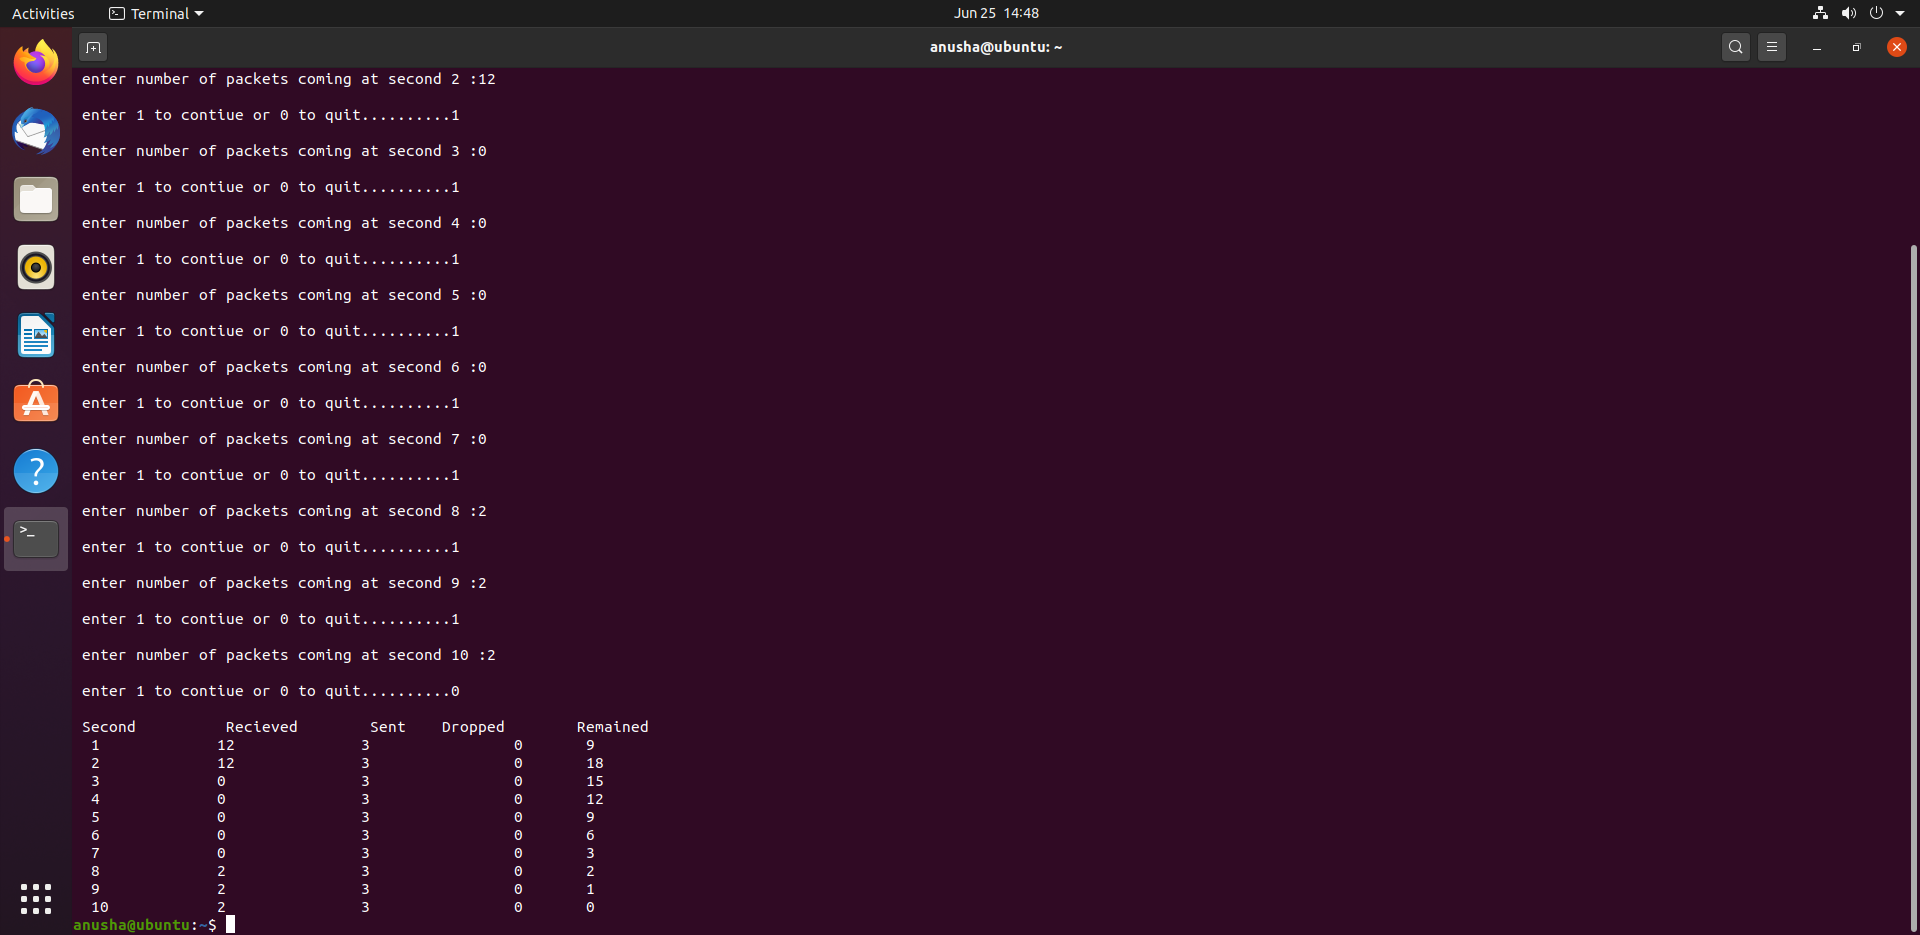 Activities Terminal Jun 25 14:48
anusha@ubuntu: ~
enter number of packets coming at second 2 :12
enter 1 to contiue or 0 to quit..........1
enter number of packets coming at second 3 :0
enter 1 to contiue or 0 to quit..........1
enter number of packets coming at second 4 :0
enter 1 to contiue or 0 to quit..........1
enter number of packets coming at second 5 :0
enter 1 to contiue or 0 to quit..........1
enter number of packets coming at second 6 :0
enter 1 to contiue or 0 to quit..........1
enter number of packets coming at second 7 :0
enter 1 to contiue or 0 to quit..........1
enter number of packets coming at second 8 :2
enter 1 to contiue or 0 to quit..........1
enter number of packets coming at second 9 :2
enter 1 to contiue or 0 to quit..........1
enter number of packets coming at second 10 :2
enter 1 to contiue or 0 to quit..........0
Second Recieved Sent Dropped Remained
1 12 3 0 9
2 12 3 0 18
3 0 3 0 15
4 0 3 0 12
5 0 3 0 9
6 0 3 0 6
7 0 3 0 3
8 2 3 0 2
9 2 3 0 1
10 2 3 0 0
anusha@ubuntu:~$